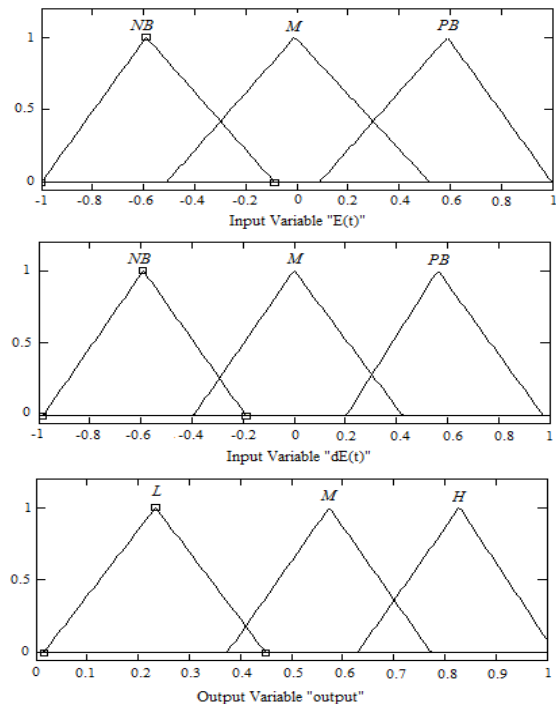 NB M PB
1
0.5
0
-1 -0.8 -0.6 -0.4 -0.2 0 0.2 0.4 0.6 0.8 1
Input Variable "E(t)"
NB M PB
1
0.5
0
-1 -0.8 -0.6 -0.4 -0.2 0 0.2 0.4 0.6 0.8 1
Input Variable "dE(t)"
L M H
1
0.5
0
0 0.1 0.2 0.3 0.4 0.5 0.6 0.7 0.8 0.9 1
Output Variable "output"